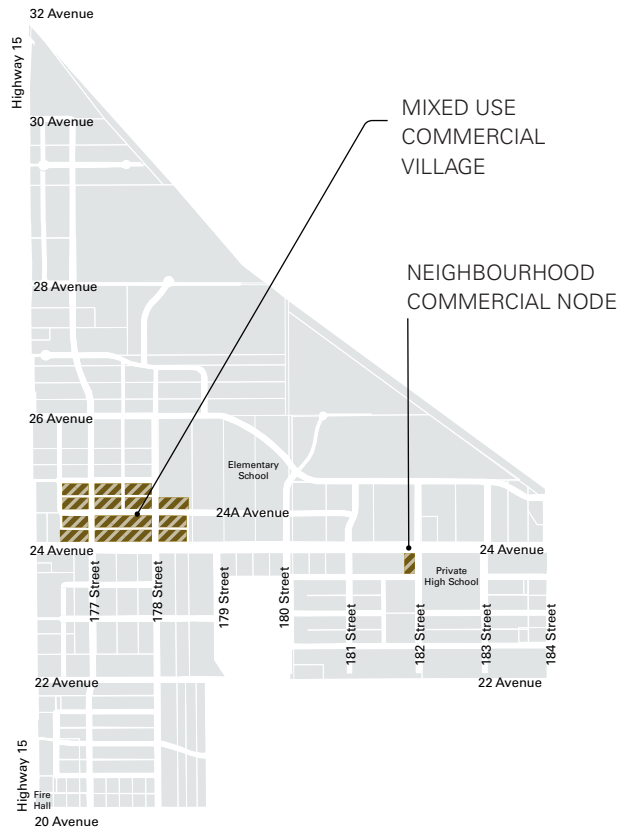 32 Avenue
Highway 15
30 Avenue
MIXED USE
COMMERCIAL
VILLAGE
28 Avenue
NEIGHBOURHOOD
COMMERCIAL NODE
26 Avenue
Elementary
School
24A Avenue
24 Avenue
24 Avenue
177 Street
178 Street
179 Street
180 Street
Private
High School
181 Street
182 Street
183 Street
184 Street
22 Avenue
22 Avenue
Highway 15
Fire
Hall
20 Avenue